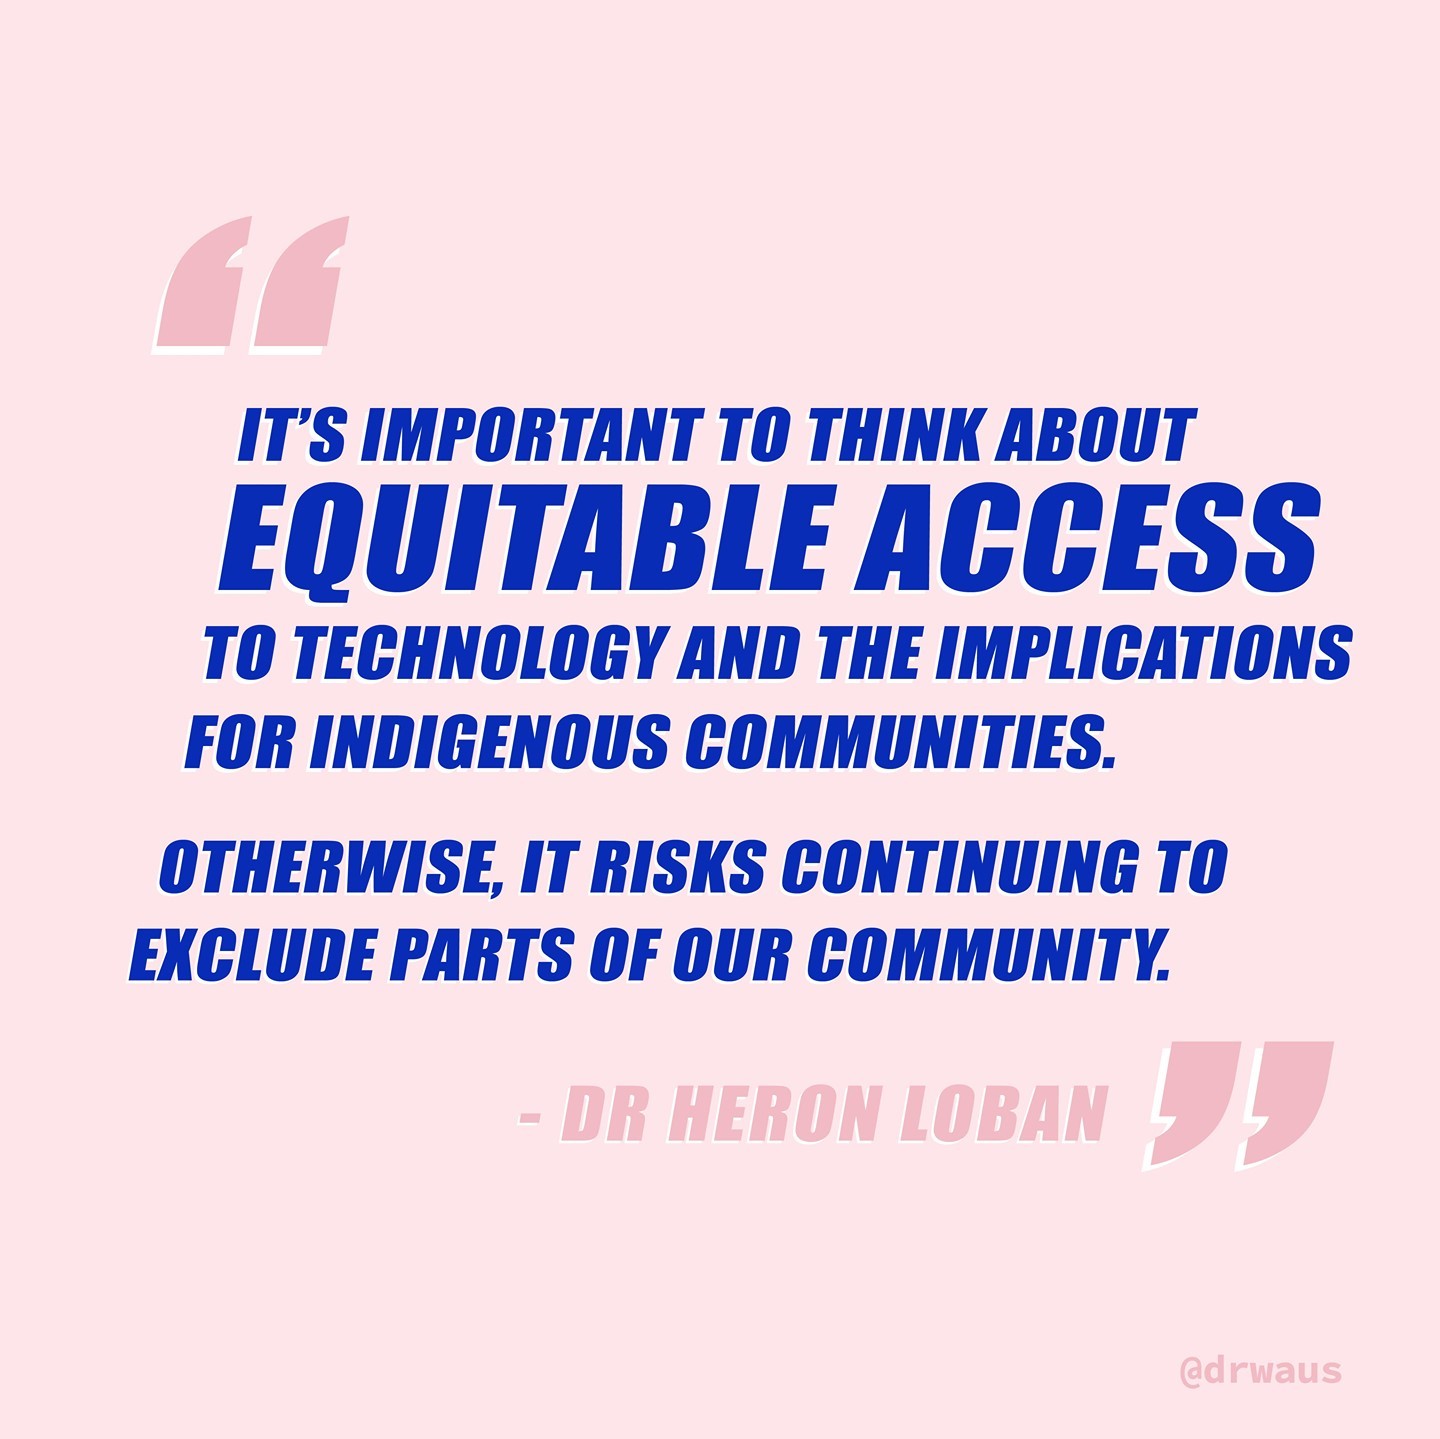 “
IT’S IMPORTANT TO THINK ABOUT
EQUITABLE ACCESS
TO TECHNOLOGY AND THE IMPLICATIONS
FOR INDIGENOUS COMMUNITIES.
OTHERWISE, IT RISKS CONTINUING TO
EXCLUDE PARTS OF OUR COMMUNITY.
- DR HERON LOBAN ”
@drwaus